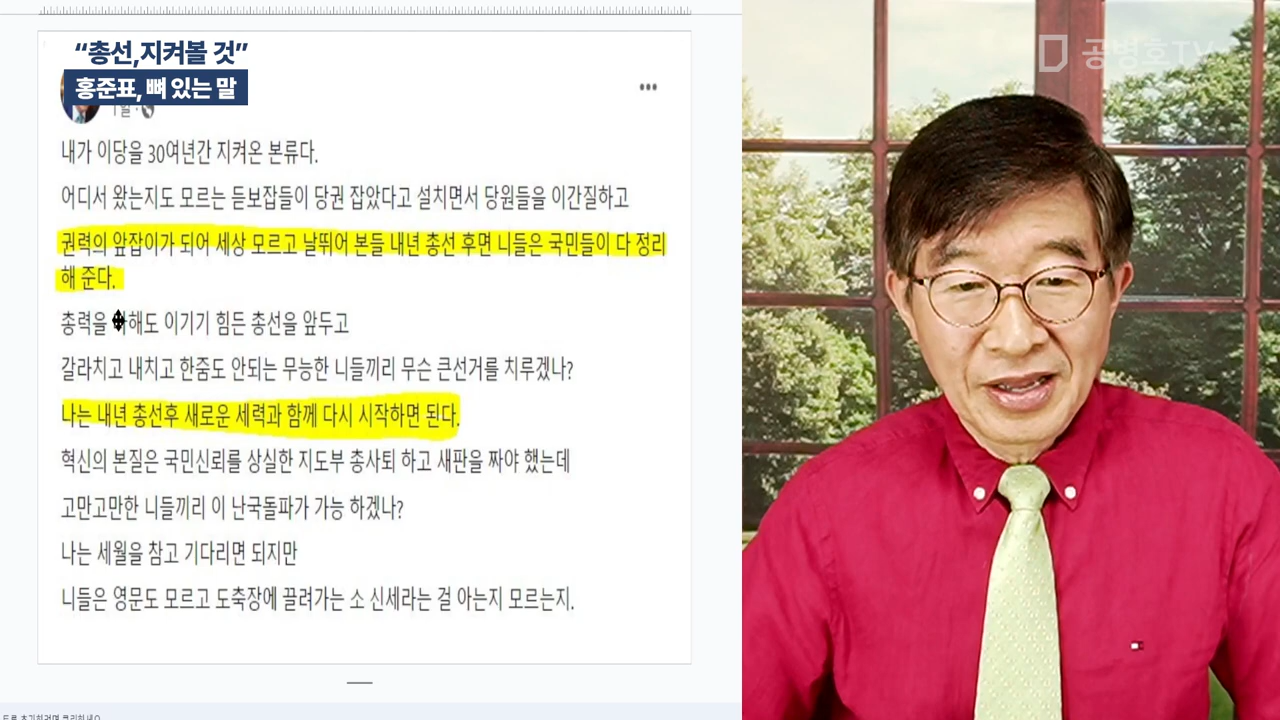 “총선,지켜볼 것”
홍준표, 뼈 있는 말
공병호TV
내가 이당을 30여년간 지켜온 본류다.
어디서 왔는지도 모르는 듣보잡들이 당권 잡았다고 설치면서 당원들을 이간질하고
권력의 앞잡이가 되어 세상 모르고 날뛰어 본들 내년 총선 후면 니들은 국민들이 다 정리
해 준다.
총력을 해도 이기기 힘든 총선을 앞두고
갈라치고 내치고 한줌도 안되는 무능한 니들끼리 무슨 큰선거를 치루겠나?
나는 내년 총선후 새로운 세력과 함께 다시 시작하면 된다.
혁신의 본질은 국민신뢰를 상실한 지도부 총사퇴 하고 새판을 짜야 했는데
고만고만한 니들끼리 이 난국돌파가 가능 하겠나?
나는 세월을 참고 기다리면 되지만
니들은 영문도 모르고 도축장에 끌려가는 소 신세라는 걸 아는지 모르는지.